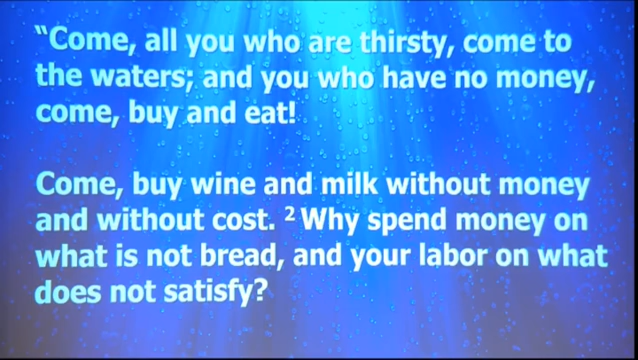 “Come, all you who are thirsty, come to
the waters; and you who have no money,
come, buy and eat!
Come, buy wine and milk without money
and without cost. ² Why spend money on
what is not bread, and your labor on what
does not satisfy?